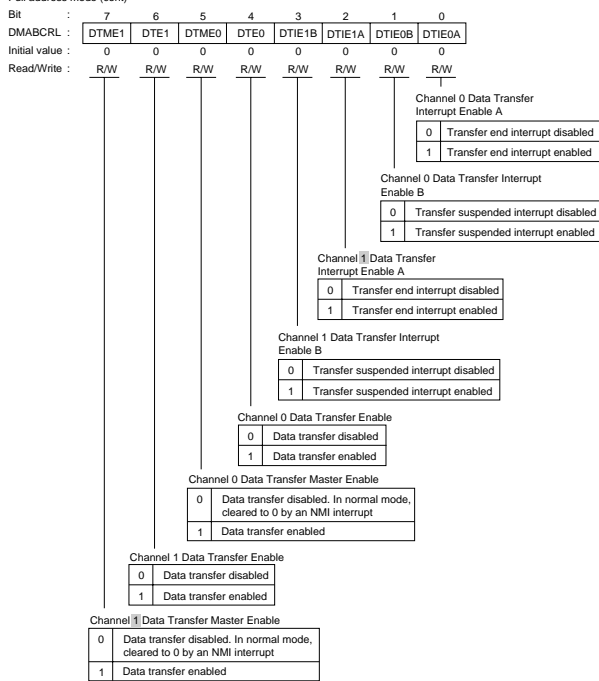 Bit : 7 6 5 4 3 2 1 0
DMABCRL : DTME1 DTE1 DTME0 DTE0 DTIE1B DTIE1A DTIE0B DTIE0A
Initial value : 0 0 0 0 0 0 0 0
Read/Write : R/W R/W R/W R/W R/W R/W R/W R/W
Channel 0 Data Transfer
Interrupt Enable A
0 Transfer end interrupt disabled
1 Transfer end interrupt enabled
Channel 0 Data Transfer Interrupt
Enable B
0 Transfer suspended interrupt disabled
1 Transfer suspended interrupt enabled
Channel 1 Data Transfer
Interrupt Enable A
0 Transfer end interrupt disabled
1 Transfer end interrupt enabled
Channel 1 Data Transfer Interrupt
Enable B
0 Transfer suspended interrupt disabled
1 Transfer suspended interrupt enabled
Channel 0 Data Transfer Enable
0 Data transfer disabled
1 Data transfer enabled
Channel 0 Data Transfer Master Enable
0 Data transfer disabled. In normal mode,
cleared to 0 by an NMI interrupt
1 Data transfer enabled
Channel 1 Data Transfer Enable
0 Data transfer disabled
1 Data transfer enabled
Channel 1 Data Transfer Master Enable
0 Data transfer disabled. In normal mode,
cleared to 0 by an NMI interrupt
1 Data transfer enabled